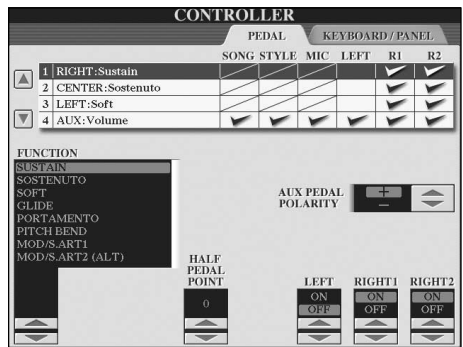 CONTROLLER
PEDAL KEYBOARD / PANEL
SONG STYLE MIC LEFT R1 R2
1 RIGHT:Sustain
2 CENTER:Sostenuto
3 LEFT:Soft
4 AUX:Volume
FUNCTION
SUSTAIN
SOSTENUTO
SOFT
GLIDE
PORTAMENTO
PITCH BEND
MOD/S.ART1
MOD/S.ART2 (ALT)
AUX PEDAL
POLARITY
+
−
HALF
PEDAL
POINT
0
LEFT RIGHT1 RIGHT2
ON ON ON
OFF OFF OFF